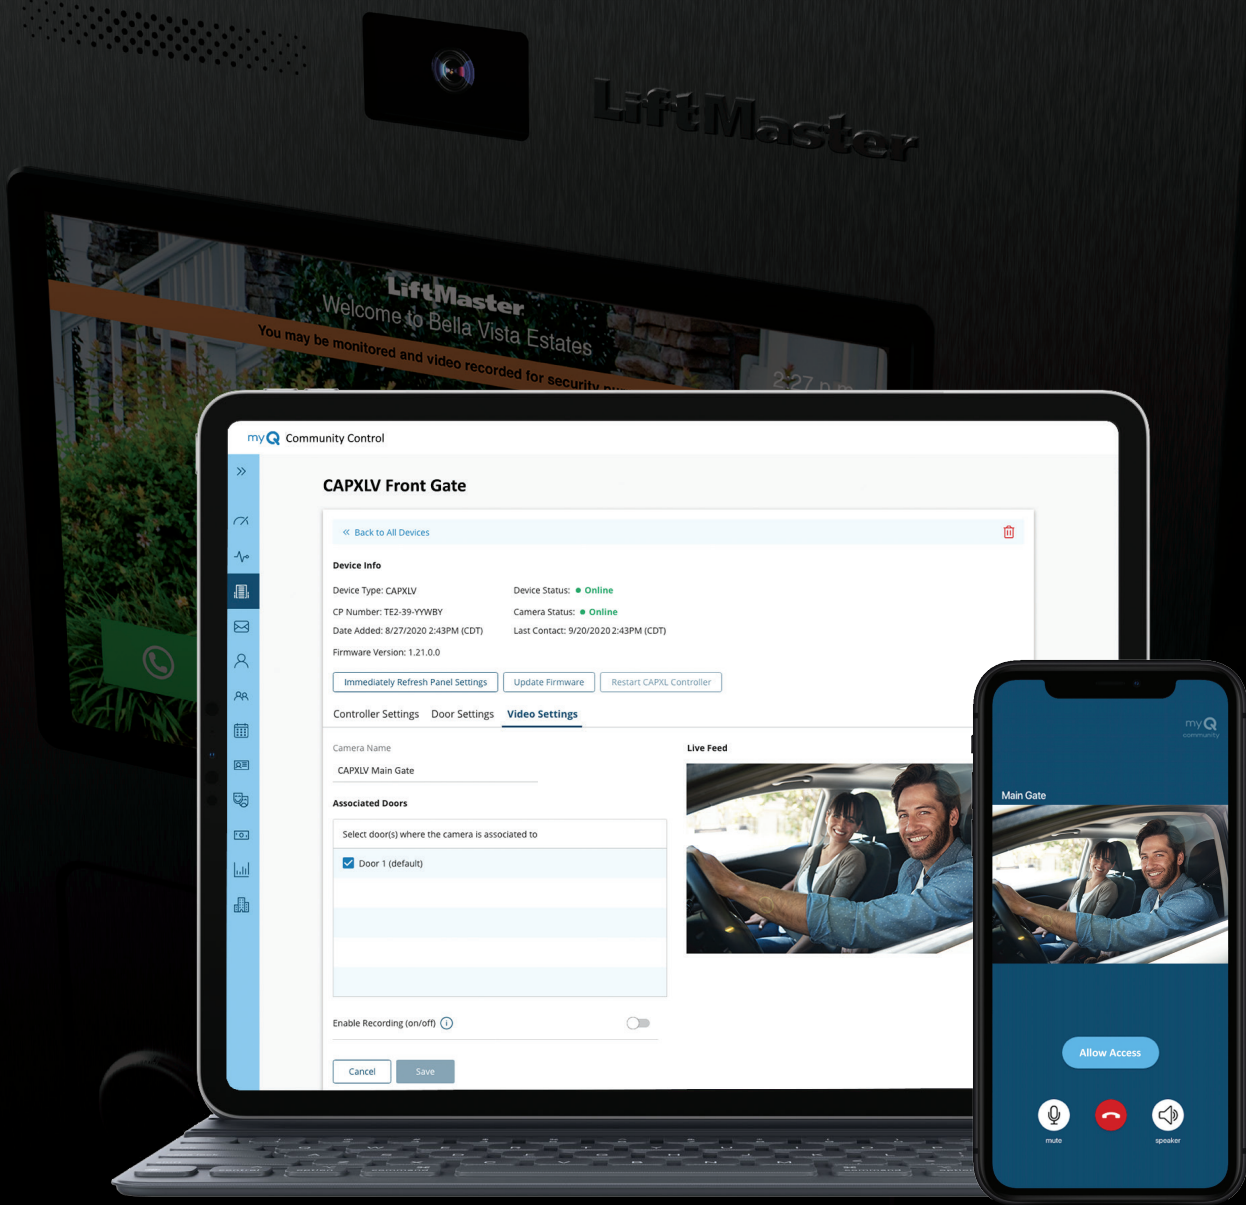 LiftMaster
LiftMaster
Welcome to Bella Vista Estates
You may be monitored and video recorded for security
2:27 p.m
myQ Community Control
CAPXLV Front Gate
« Back to All Devices
Device Info
Device Type: CAPXLV
Device Status: ● Online
CP Number: TE2-39-YYWBY
Camera Status: ● Online
Date Added: 8/27/2020 2:43PM (CDT)
Last Contact: 9/20/2020 2:43PM (CDT)
Firmware Version: 1.21.0.0
Immediately Refresh Panel Settings
Update Firmware
Restart CAPXL Controller
Controller Settings Door Settings Video Settings
Camera Name
Live Feed
CAPXLV Main Gate
Associated Doors
Select door(s) where the camera is associated to
Door 1 (default)
Enable Recording (on/off)
Cancel
Save
myQ
community
Main Gate
Allow Access
mute
speaker